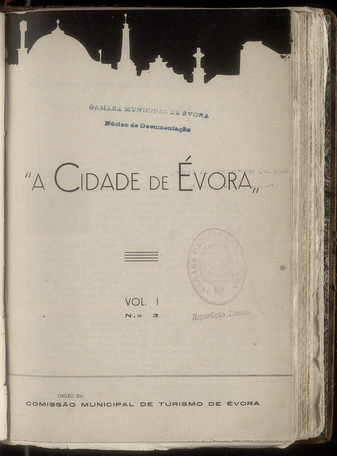 CAMARA MUNICIPAL DE ÉVORA
Núcleo de Documentação
"A CIDADE DE ÉVORA„
VOL. I
N.o 3
Repartição
ORGÃO DA
COMISSÃO MUNICIPAL DE TURISMO DE ÉVORA